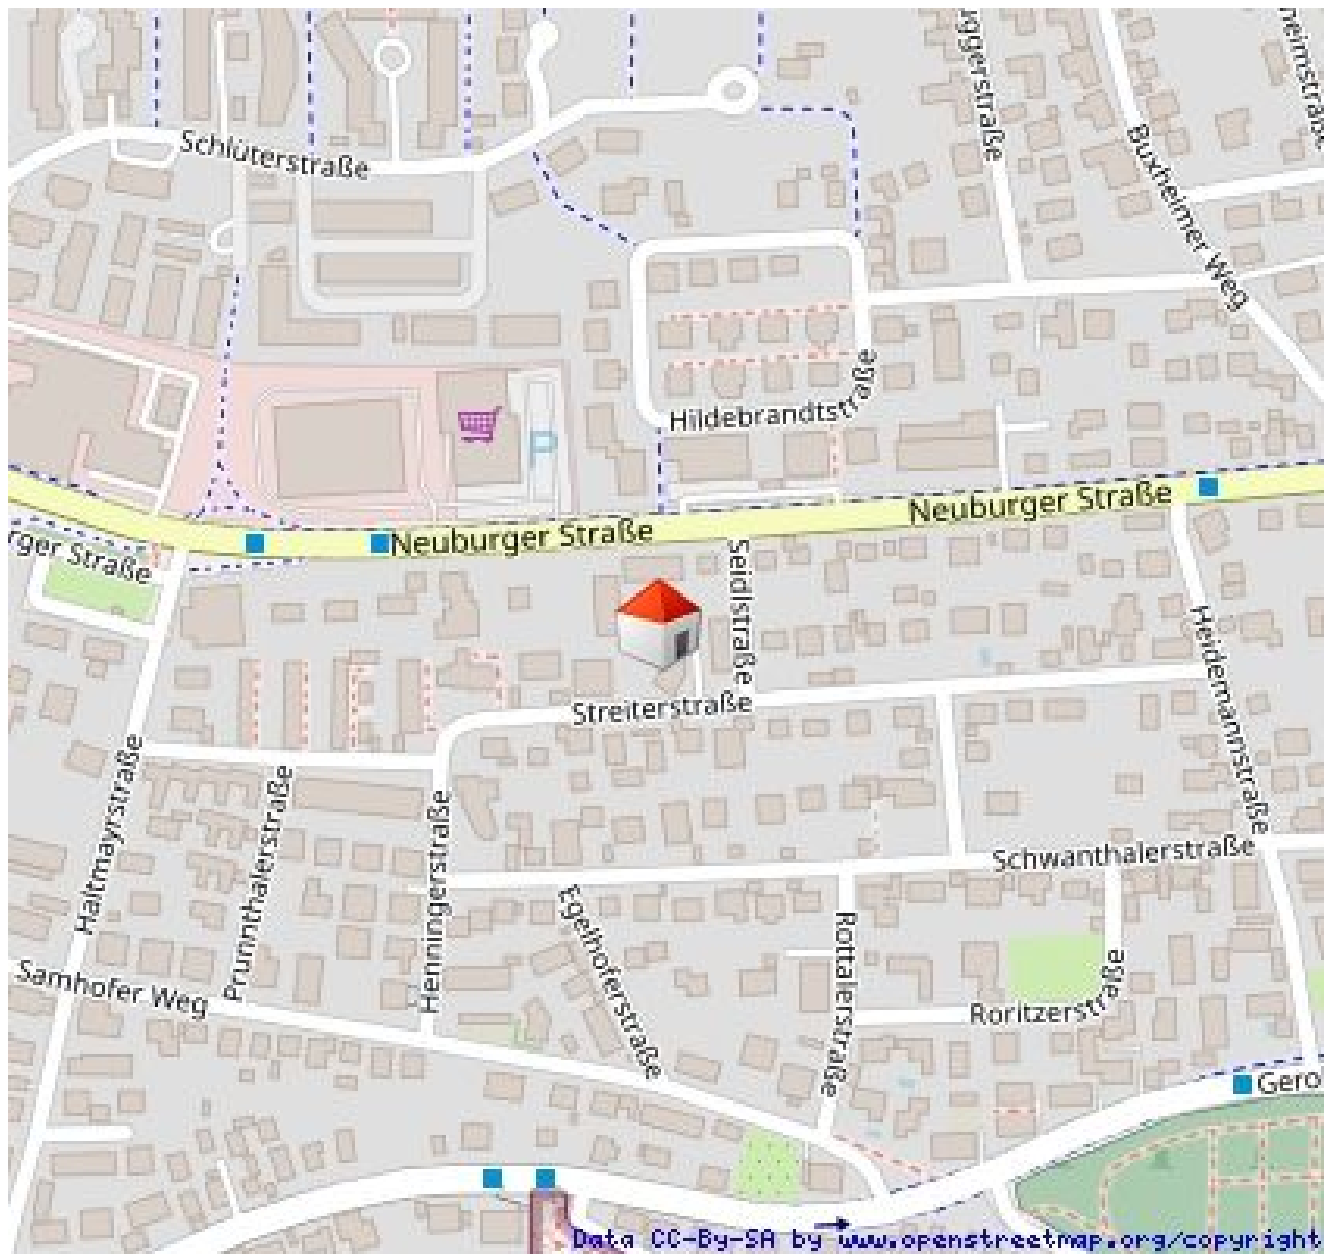 Schlüterstraße
Buxheimer Weg
Hildebrandtstraße
Neuburger Straße
Neuburger Straße
Seidlstraße
Streiterstraße
Heidemannstraße
Haltmayrstraße
Prunnthalerstraße
Henningerstraße
Schwanthalerstraße
Egelhoferstraße
Rottalerstraße
Samhofer Weg
Roritzerstraße
Gero
rger Straße
ggerstraße
heimstraße
P
Data CC-By-SA by www.openstreetmap.org/copyright